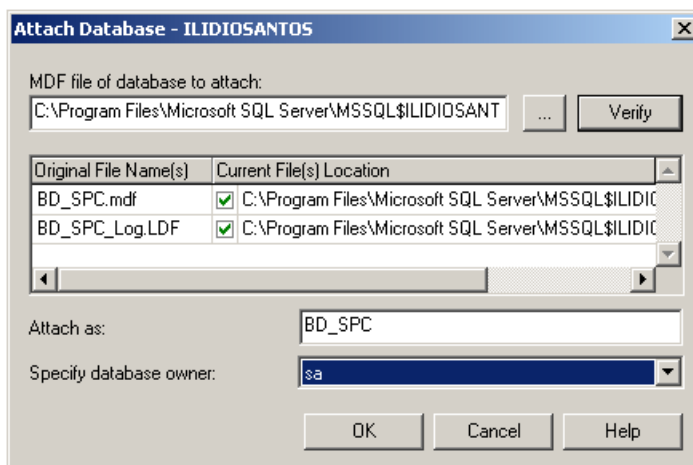 Attach Database - ILIDIOSANTOS
MDF file of database to attach:
C:\Program Files\Microsoft SQL Server\MSSQL$ILIDIOSANT ... Verify
Original File Name(s) Current File(s) Location
BD_SPC.mdf C:\Program Files\Microsoft SQL Server\MSSQL$ILIDIO
BD_SPC_Log.LDF C:\Program Files\Microsoft SQL Server\MSSQL$ILIDIO
Attach as: BD_SPC
Specify database owner: sa
OK Cancel Help